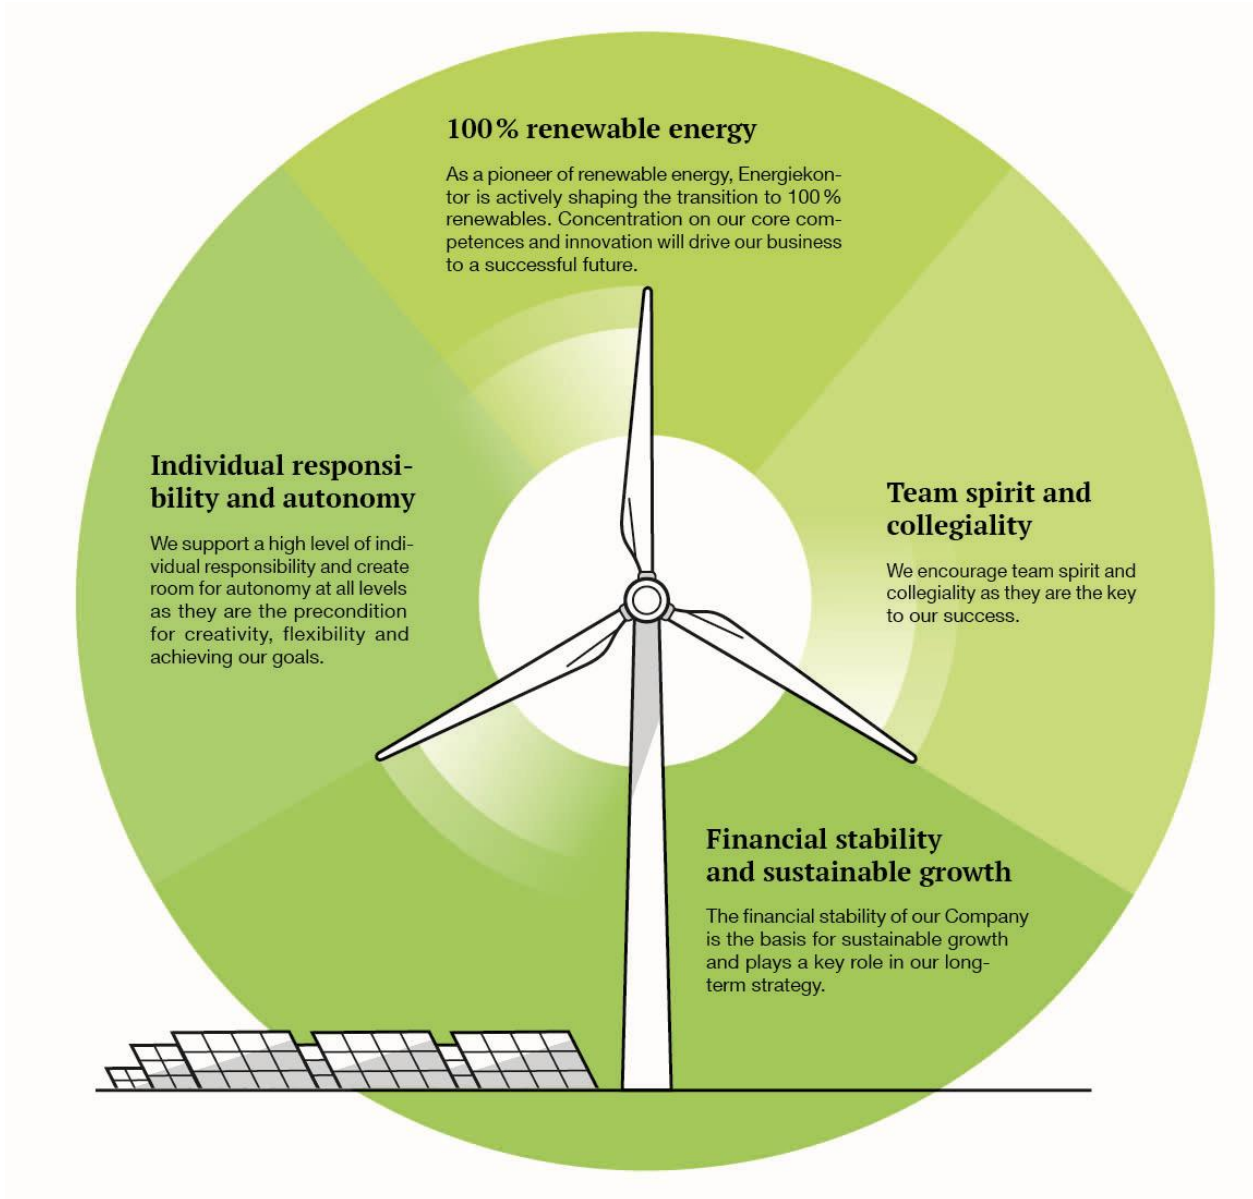 100 % renewable energy
As a pioneer of renewable energy, Energiekon-
tor is actively shaping the transition to 100 %
renewables. Concentration on our core com-
petences and innovation will drive our business
to a successful future.
Individual responsi-
bility and autonomy
We support a high level of indi-
vidual responsibility and create
room for autonomy at all levels
as they are the precondition
for creativity, flexibility and
achieving our goals.
Team spirit and
collegiality
We encourage team spirit and
collegiality as they are the key
to our success.
Financial stability
and sustainable growth
The financial stability of our Company
is the basis for sustainable growth
and plays a key role in our long-
term strategy.